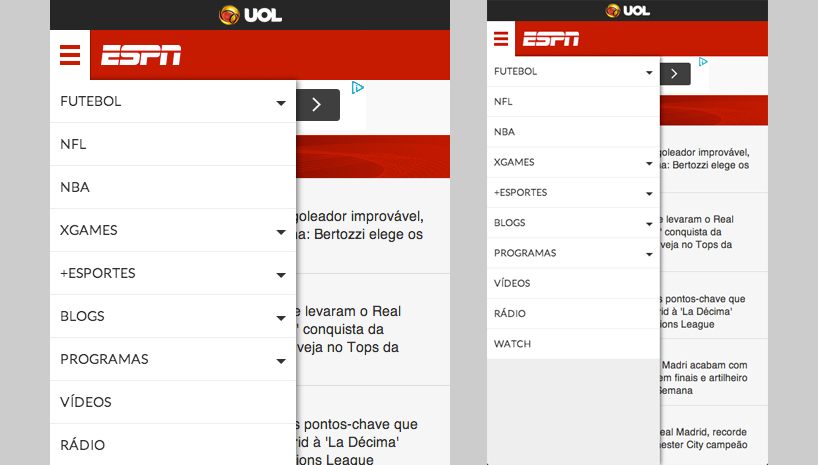 UOL
ESPN
FUTEBOL
NFL
NBA
XGAMES
+ESPORTES
BLOGS
PROGRAMAS
VÍDEOS
RÁDIO
goleador improvável,
na: Bertozzi elege os
e levaram o Real
' conquista da
veja no Tops da
s pontos-chave que
rid à 'La Décima'
ions League
UOL
ESPN
FUTEBOL
NFL
NBA
XGAMES
+ESPORTES
BLOGS
PROGRAMAS
VÍDEOS
RÁDIO
WATCH
goleador improvável,
na: Bertozzi elege os
e levaram o Real
' conquista da
veja no Tops da
s pontos-chave que
rid à 'La Décima'
ions League
Madri acabam com
em finais e artilheiro
Semana
eal Madrid, recorde
hester City campeão